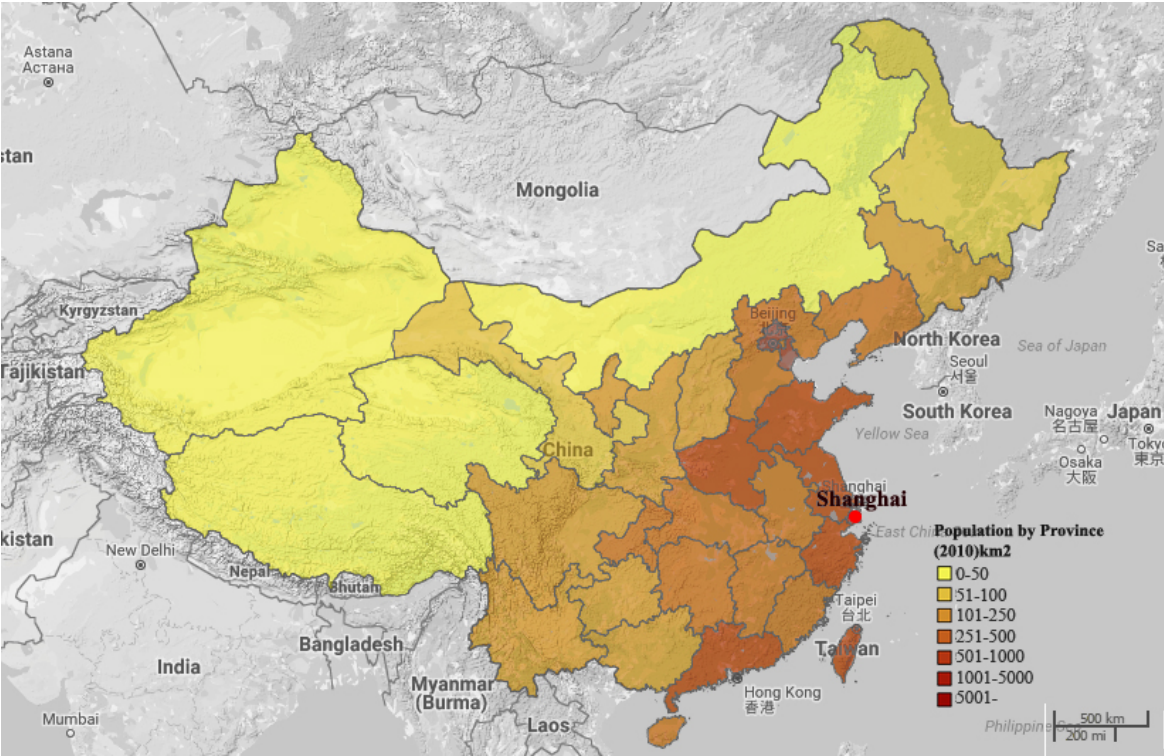 Astana
Астана
stan
Mongolia
Kyrgyzstan
Tajikistan
Beijing
North Korea
Sea of Japan
Seoul
서울
South Korea
Nagoya
名古屋
Japan
Tokyo
東京
Osaka
大阪
Yellow Sea
China
Shanghai
Shanghai
East China
kistan
New Delhi
Nepal
Bhutan
Bangladesh
India
Myanmar
(Burma)
Laos
Mumbai
Taipei
台北
Taiwan
Hong Kong
香港
Sa
Population by Province
(2010)km2
0-50
51-100
101-250
251-500
501-1000
1001-5000
5001-
Philippine Sea
500 km
200 mi